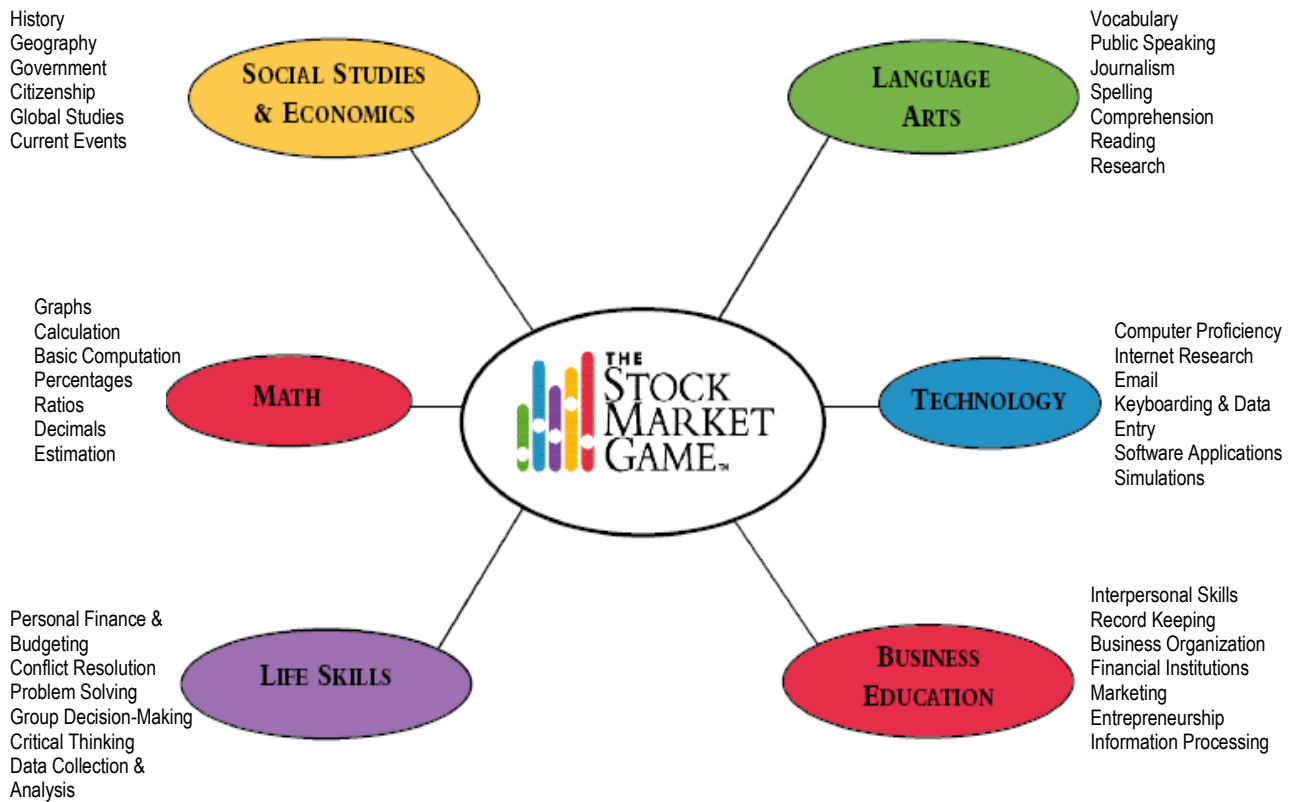 History
Geography
Government
Citizenship
Global Studies
Current Events
SOCIAL STUDIES
& ECONOMICS
LANGUAGE
ARTS
Vocabulary
Public Speaking
Journalism
Spelling
Comprehension
Reading
Research
Graphs
Calculation
Basic Computation
Percentages
Ratios
Decimals
Estimation
MATH
THE
STOCK
MARKET
GAME™
TECHNOLOGY
Computer Proficiency
Internet Research
Email
Keyboarding & Data
Entry
Software Applications
Simulations
Personal Finance &
Budgeting
Conflict Resolution
Problem Solving
Group Decision-Making
Critical Thinking
Data Collection &
Analysis
LIFE SKILLS
BUSINESS
EDUCATION
Interpersonal Skills
Record Keeping
Business Organization
Financial Institutions
Marketing
Entrepreneurship
Information Processing